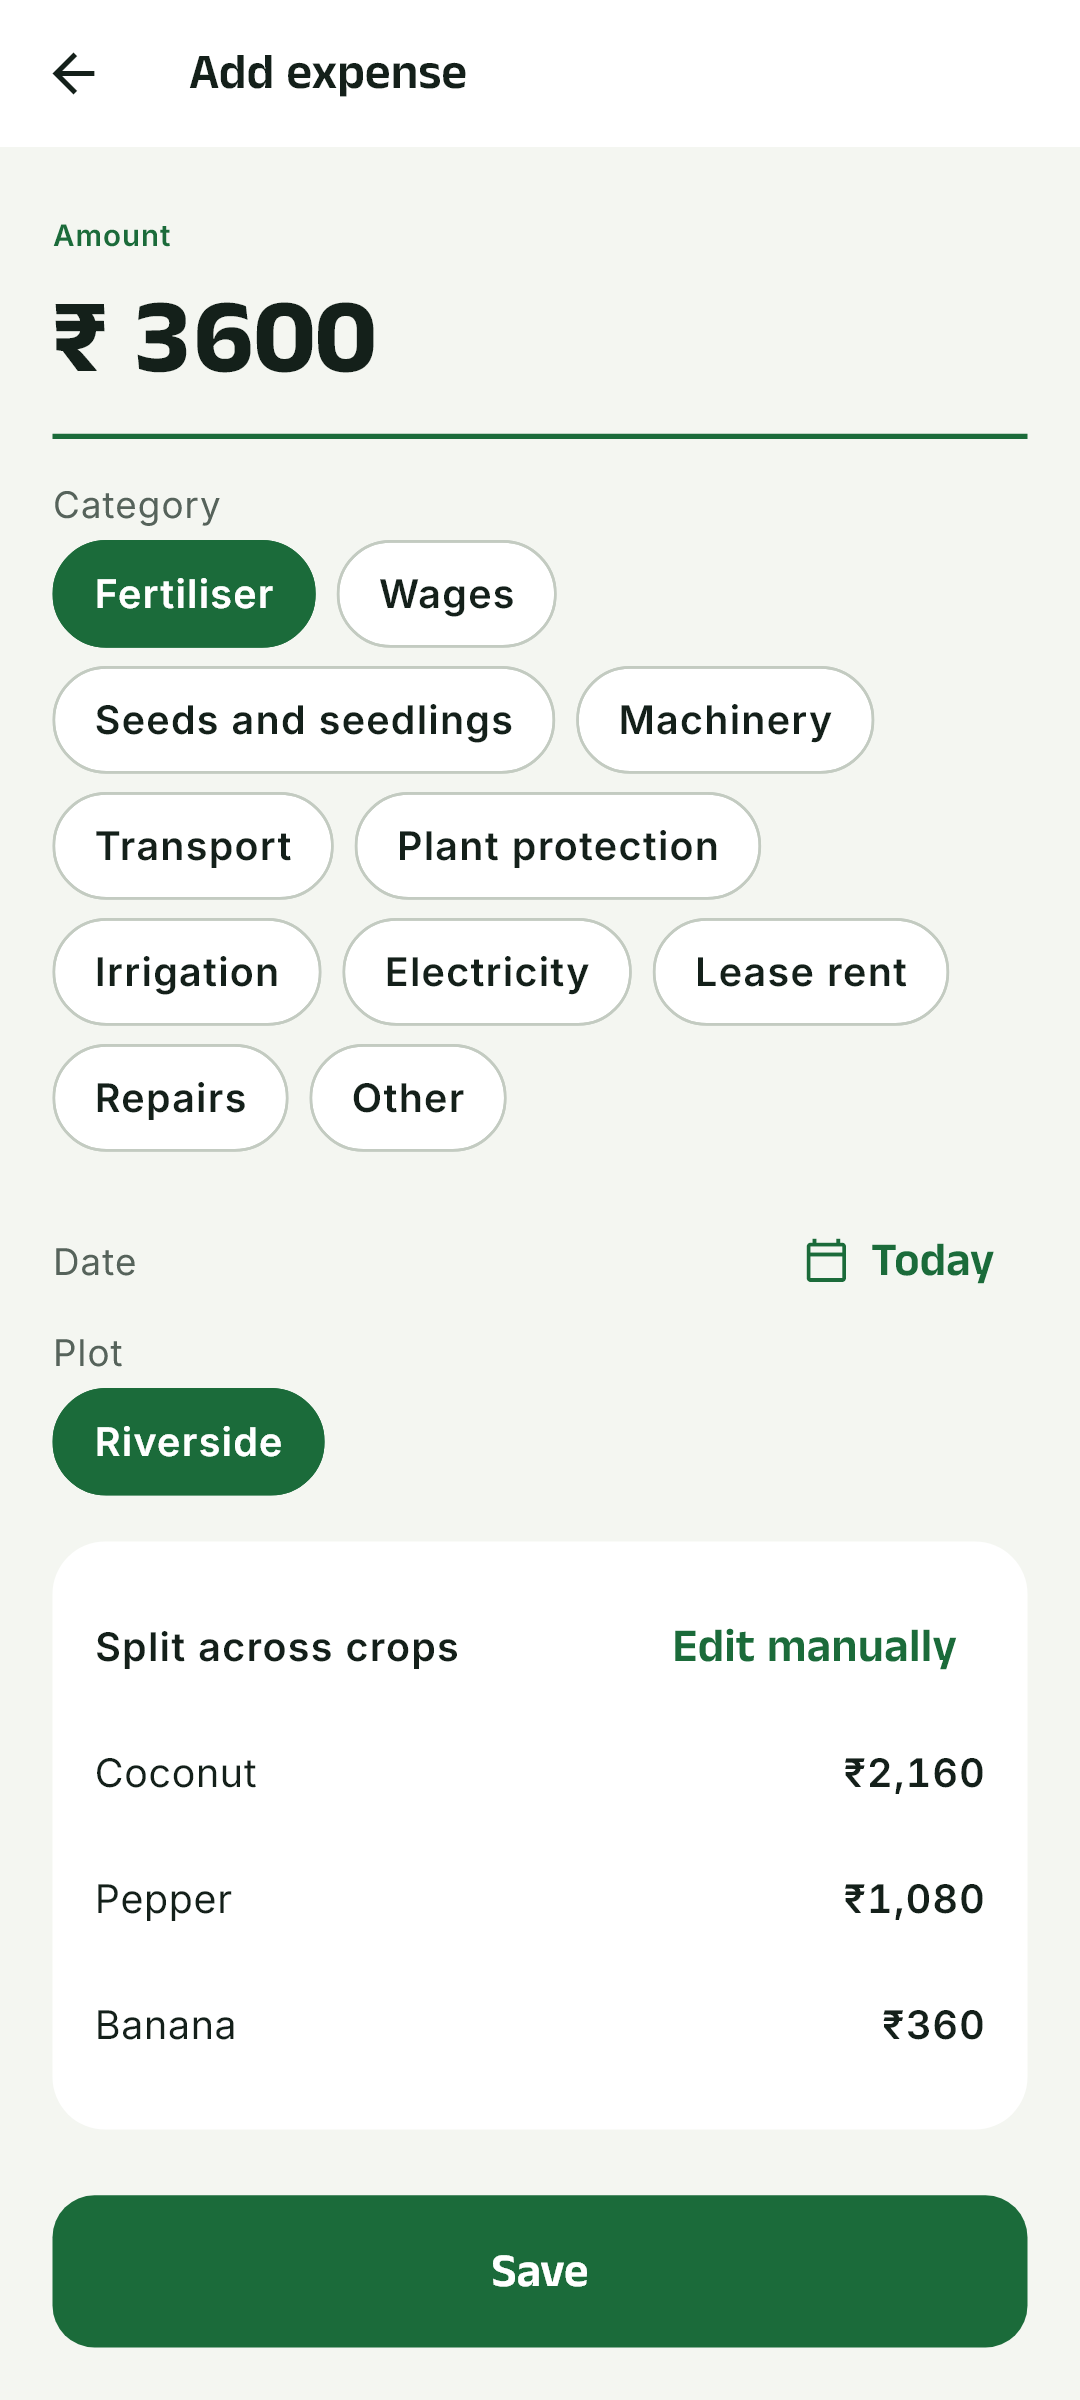 Add expense
Amount
₹ 3600
Category
Fertiliser Wages
Seeds and seedlings Machinery
Transport Plant protection
Irrigation Electricity Lease rent
Repairs Other
Date Today
Plot
Riverside
Split across crops Edit manually
Coconut ₹2,160
Pepper ₹1,080
Banana ₹360
Save